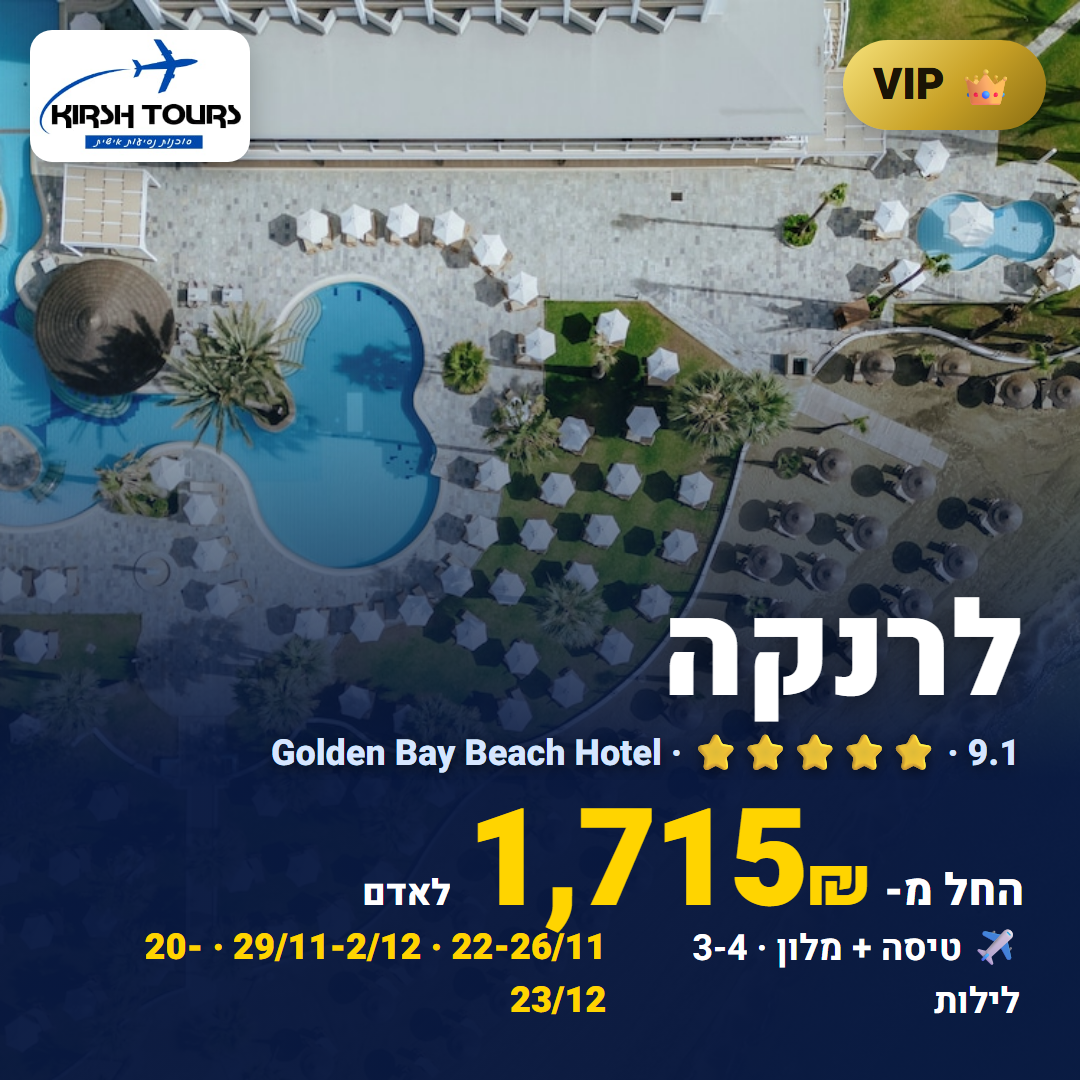 KIRSH TOURS
סוכנות נסיעות אישית
VIP
לרנקה
Golden Bay Beach Hotel · ⭐⭐⭐⭐⭐ · 9.1
החל מ- ₪1,715 לאדם
✈️ טיסה + מלון · 3-4
לילות
22-26/11 · 29/11-2/12 · 20-
23/12